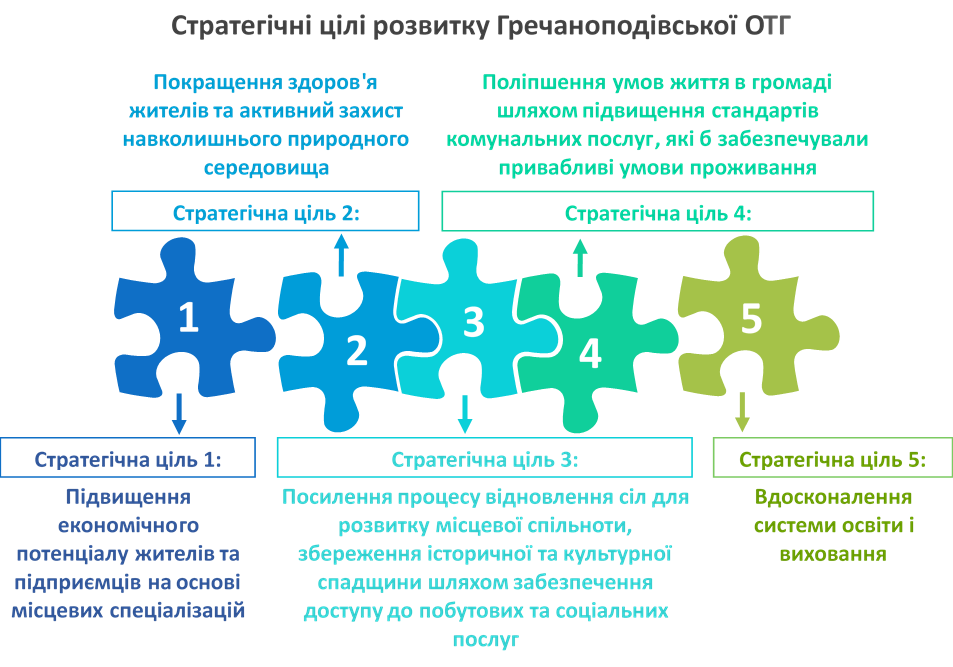 Стратегічні цілі розвитку Гречаноподівської ОТГ
Покращення здоров'я
жителів та активний захист
навколишнього природного
середовища
Стратегічна ціль 2:
Поліпшення умов життя в громаді
шляхом підвищення стандартів
комунальних послуг, які б забезпечували
привабливі умови проживання
Стратегічна ціль 4:
1
2
3
4
5
Стратегічна ціль 1:
Підвищення
економічного
потенціалу жителів та
підприємців на основі
місцевих спеціалізацій
Стратегічна ціль 3:
Посилення процесу відновлення сіл для
розвитку місцевої спільноти,
збереження історичної та культурної
спадщини шляхом забезпечення
доступу до побутових та соціальних
послуг
Стратегічна ціль 5:
Вдосконалення
системи освіти і
виховання